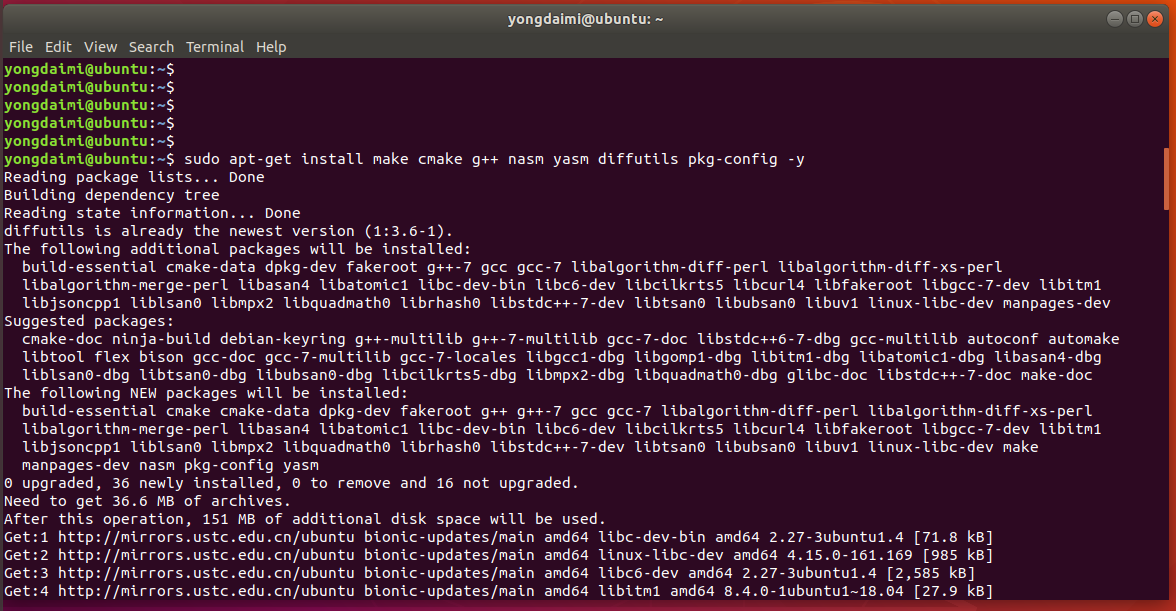 yongdaimi@ubuntu: ~
File Edit View Search Terminal Help
yongdaimi@ubuntu:~$
yongdaimi@ubuntu:~$
yongdaimi@ubuntu:~$
yongdaimi@ubuntu:~$
yongdaimi@ubuntu:~$
yongdaimi@ubuntu:~$ sudo apt-get install make cmake g++ nasm yasm diffutils pkg-config -y
Reading package lists... Done
Building dependency tree
Reading state information... Done
diffutils is already the newest version (1:3.6-1).
The following additional packages will be installed:
  build-essential cmake-data dpkg-dev fakeroot g++-7 gcc gcc-7 libalgorithm-diff-perl libalgorithm-diff-xs-perl
  libalgorithm-merge-perl libasan4 libatomic1 libc-dev-bin libc6-dev libcilkrts5 libcurl4 libfakeroot libgcc-7-dev libitm1
  libjsoncpp1 liblsan0 libmpx2 libquadmath0 librhash0 libstdc++-7-dev libtsan0 libubsan0 libuv1 linux-libc-dev manpages-dev
Suggested packages:
  cmake-doc ninja-build debian-keyring g++-multilib g++-7-multilib gcc-7-doc libstdc++6-7-dbg gcc-multilib autoconf automake
  libtool flex bison gcc-doc gcc-7-multilib gcc-7-locales libgcc1-dbg libgomp1-dbg libitm1-dbg libatomic1-dbg libasan4-dbg
  liblsan0-dbg libtsan0-dbg libubsan0-dbg libcilkrts5-dbg libmpx2-dbg libquadmath0-dbg glibc-doc libstdc++-7-doc make-doc
The following NEW packages will be installed:
  build-essential cmake cmake-data dpkg-dev fakeroot g++ g++-7 gcc gcc-7 libalgorithm-diff-perl libalgorithm-diff-xs-perl
  libalgorithm-merge-perl libasan4 libatomic1 libc-dev-bin libc6-dev libcilkrts5 libcurl4 libfakeroot libgcc-7-dev libitm1
  libjsoncpp1 liblsan0 libmpx2 libquadmath0 librhash0 libstdc++-7-dev libtsan0 libubsan0 libuv1 linux-libc-dev make
  manpages-dev nasm pkg-config yasm
0 upgraded, 36 newly installed, 0 to remove and 16 not upgraded.
Need to get 36.6 MB of archives.
After this operation, 151 MB of additional disk space will be used.
Get:1 http://mirrors.ustc.edu.cn/ubuntu bionic-updates/main amd64 libc-dev-bin amd64 2.27-3ubuntu1.4 [71.8 kB]
Get:2 http://mirrors.ustc.edu.cn/ubuntu bionic-updates/main amd64 linux-libc-dev amd64 4.15.0-161.169 [985 kB]
Get:3 http://mirrors.ustc.edu.cn/ubuntu bionic-updates/main amd64 libc6-dev amd64 2.27-3ubuntu1.4 [2,585 kB]
Get:4 http://mirrors.ustc.edu.cn/ubuntu bionic-updates/main amd64 libitm1 amd64 8.4.0-1ubuntu1~18.04 [27.9 kB]